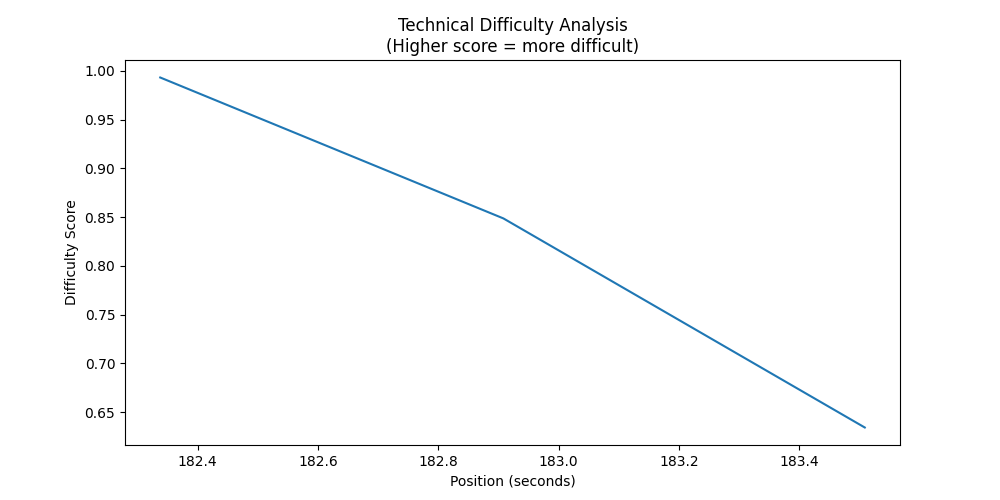 Technical Difficulty Analysis
(Higher score = more difficult)
1.00
0.95
0.90
0.85
0.80
0.75
0.70
0.65
Difficulty Score
182.4 182.6 182.8 183.0 183.2 183.4
Position (seconds)